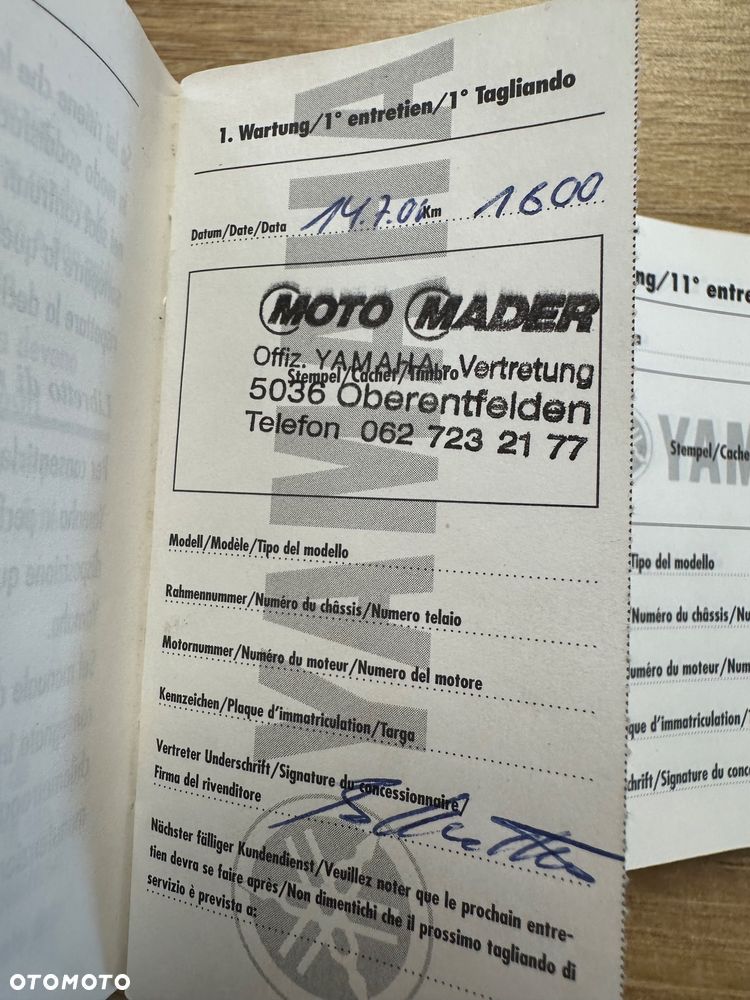 1. Wartung/1° entretien/1° Tagliando
Datum/Date/Data 14.7.01 Km 1600
MOTO MADER
Offiz. YAMAHA-Vertretung
Stempel/Cachet/Timbro
5036 Oberentfelden
Telefon 062 723 21 77
Modell/Modèle/Tipo del modello
Rahmennummer/Numéro du châssis/Numero telaio
Motornummer/Numéro du moteur/Numero del motore
Kennzeichen/Plaque d'immatriculation/Targa
Vertreter Underschrift/Signature du concessionnaire/
Firma del rivenditore
Nächster fälliger Kundendienst/Veuillez noter que le prochain entre-
tien devra se faire après/Non dimentichi che il prossimo tagliando di
servizio è prevista a:
YAMAHA
ng/11° entre
Stempel/Cache
YAM
Tipo del modello
Numéro du châssis/Nu
uméro du moteur/Num
que d'immatriculation/T
chrift/Signature du conc
OTOMOTO